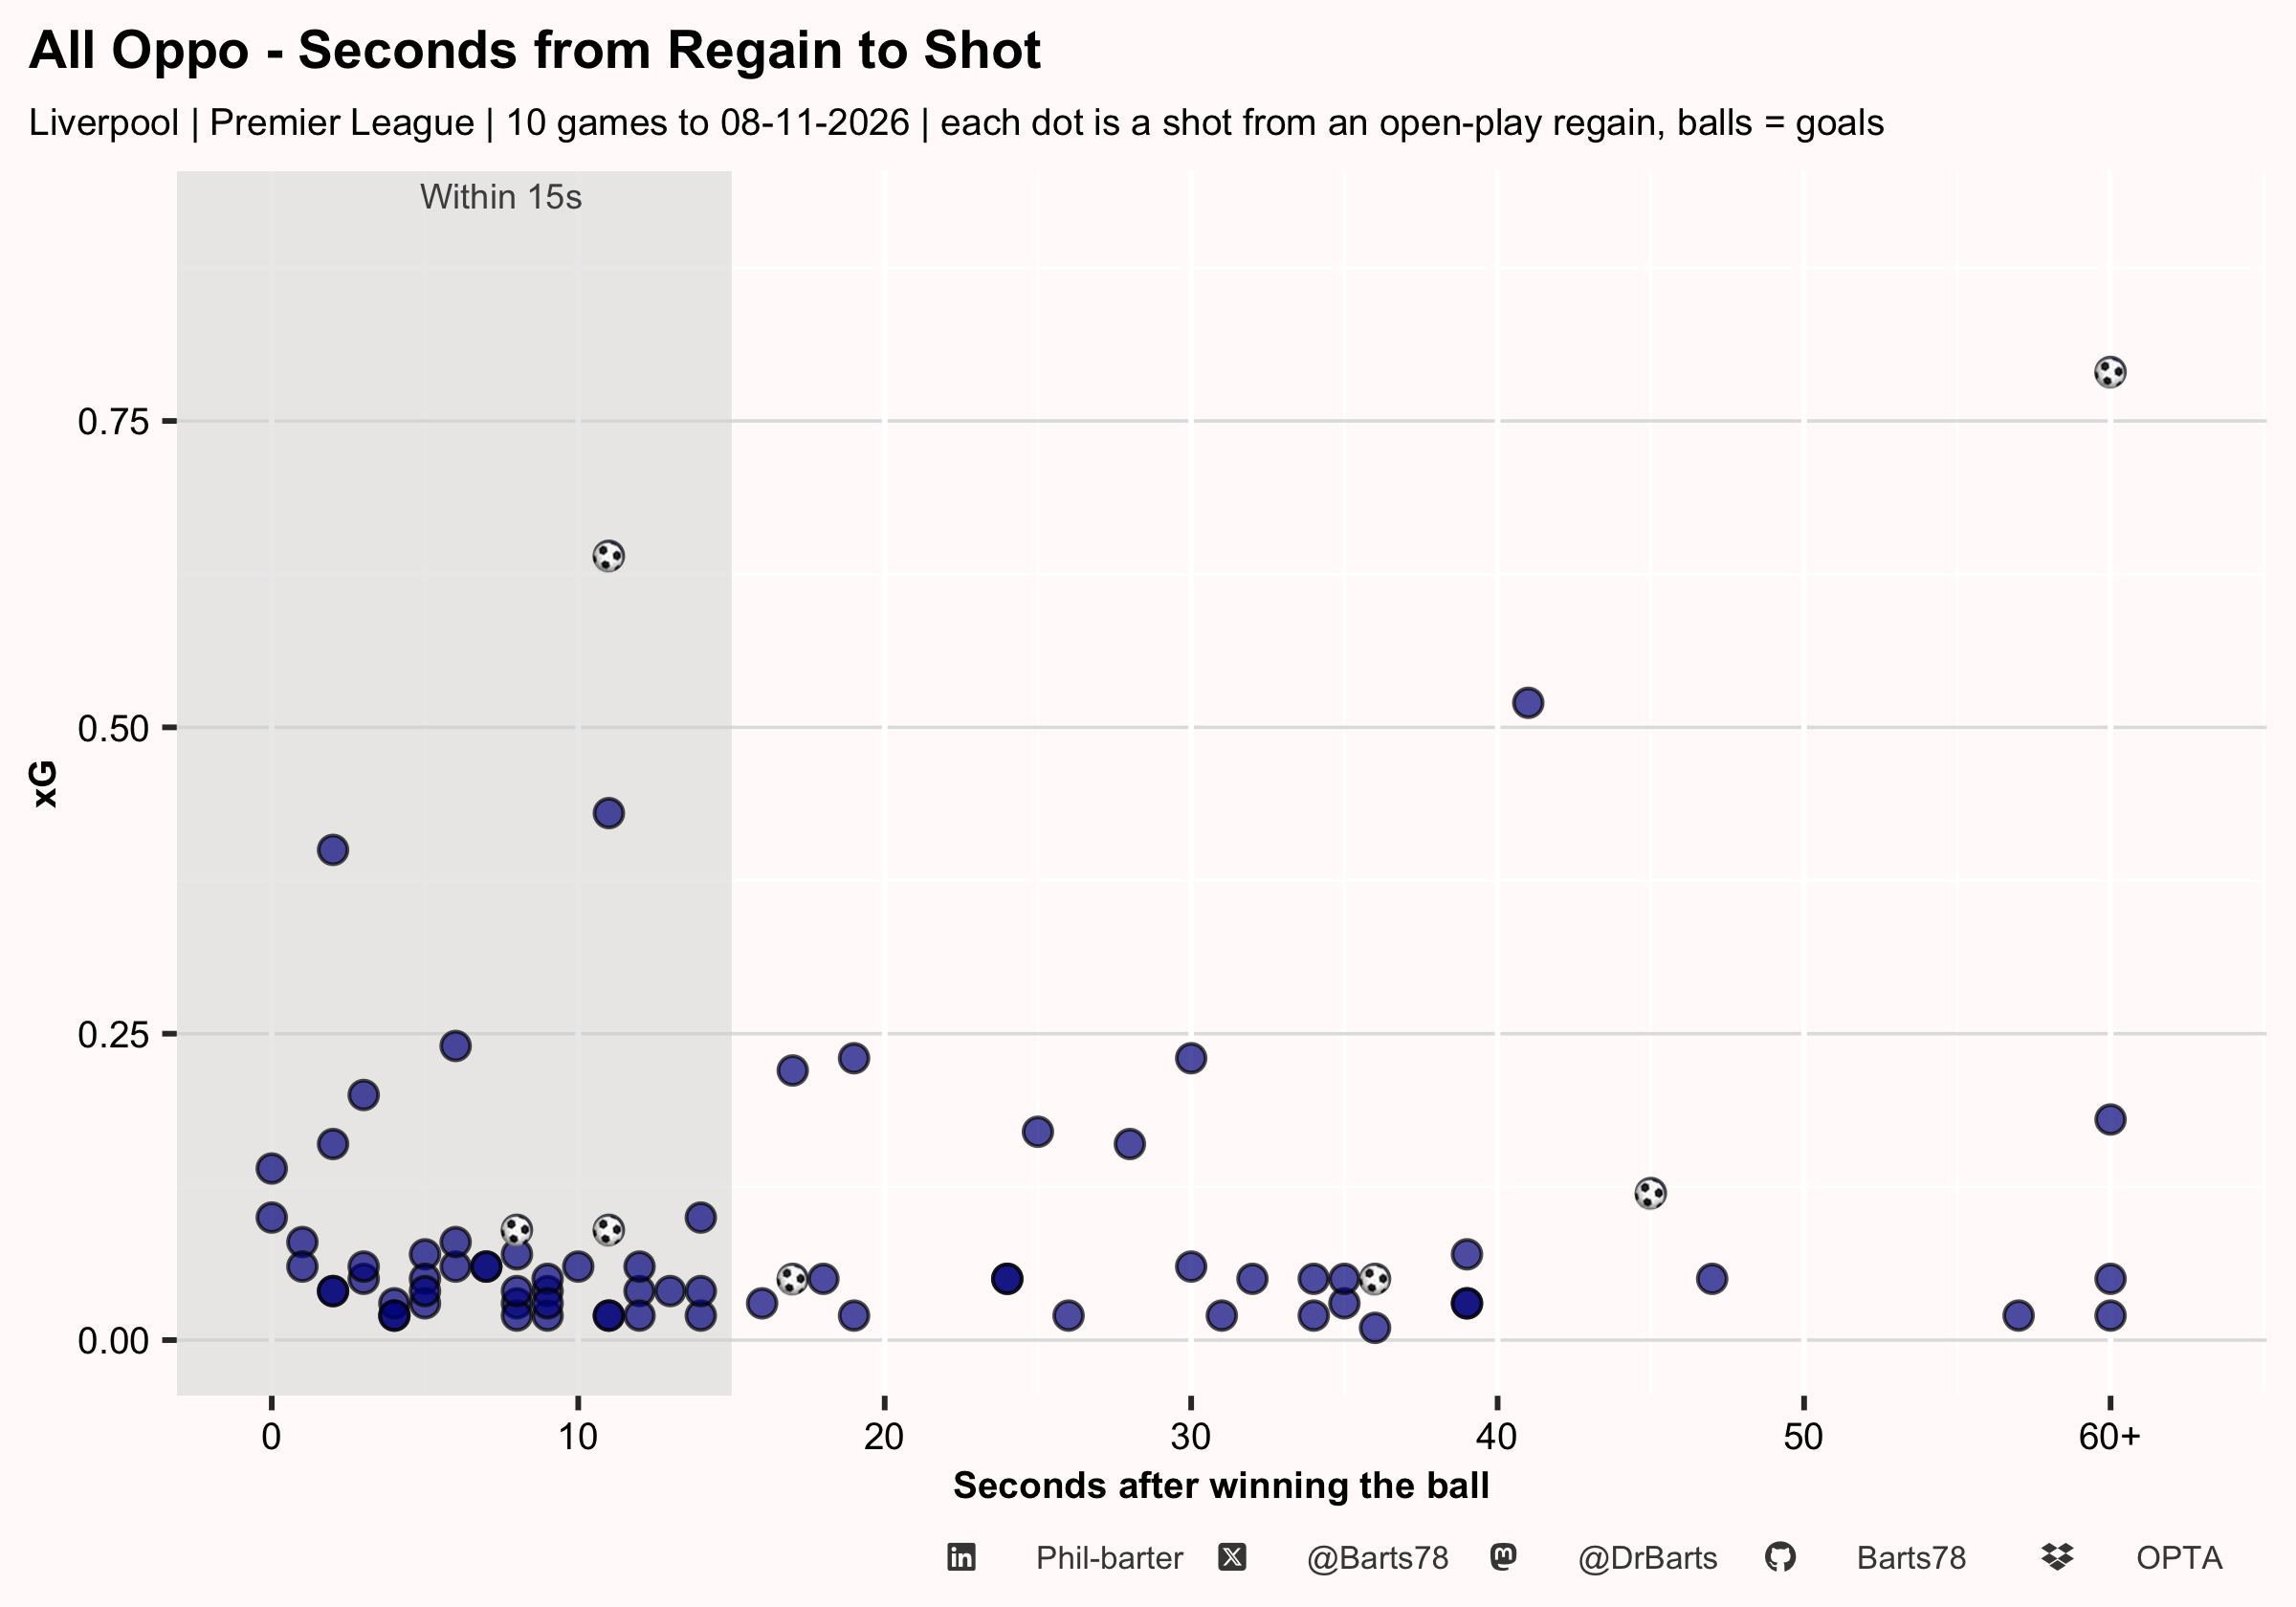 All Oppo - Seconds from Regain to Shot
Liverpool | Premier League | 10 games to 08-11-2026 | each dot is a shot from an open-play regain, balls = goals
Within 15s
0.75
0.50
xG
0.25
0.00
0 10 20 30 40 50 60+
Seconds after winning the ball
Phil-barter @Barts78 @DrBarts Barts78 OPTA